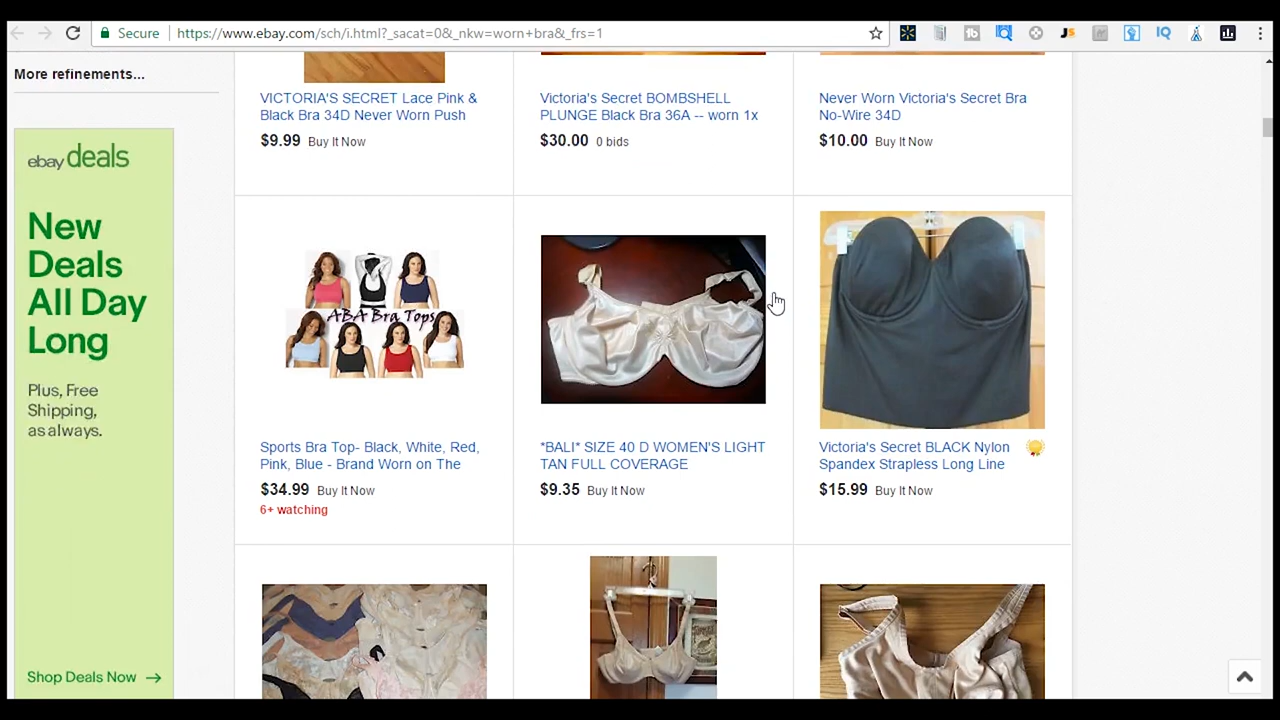 Secure
https://www.ebay.com/sch/i.html?_sacat=0&_nkw=worn+bra&_frs=1
JS
IQ
More refinements...
ebay deals
New
Deals
All Day
Long
Plus, Free
Shipping,
as always.
Shop Deals Now
VICTORIA'S SECRET Lace Pink &
Black Bra 34D Never Worn Push
$9.99 Buy It Now
Victoria's Secret BOMBSHELL
PLUNGE Black Bra 36A -- worn 1x
$30.00 0 bids
Never Worn Victoria's Secret Bra
No-Wire 34D
$10.00 Buy It Now
ABA Bra Tops
Sports Bra Top- Black, White, Red,
Pink, Blue - Brand Worn on The
$34.99 Buy It Now
6+ watching
*BALI* SIZE 40 D WOMEN'S LIGHT
TAN FULL COVERAGE
$9.35 Buy It Now
Victoria's Secret BLACK Nylon
Spandex Strapless Long Line
$15.99 Buy It Now